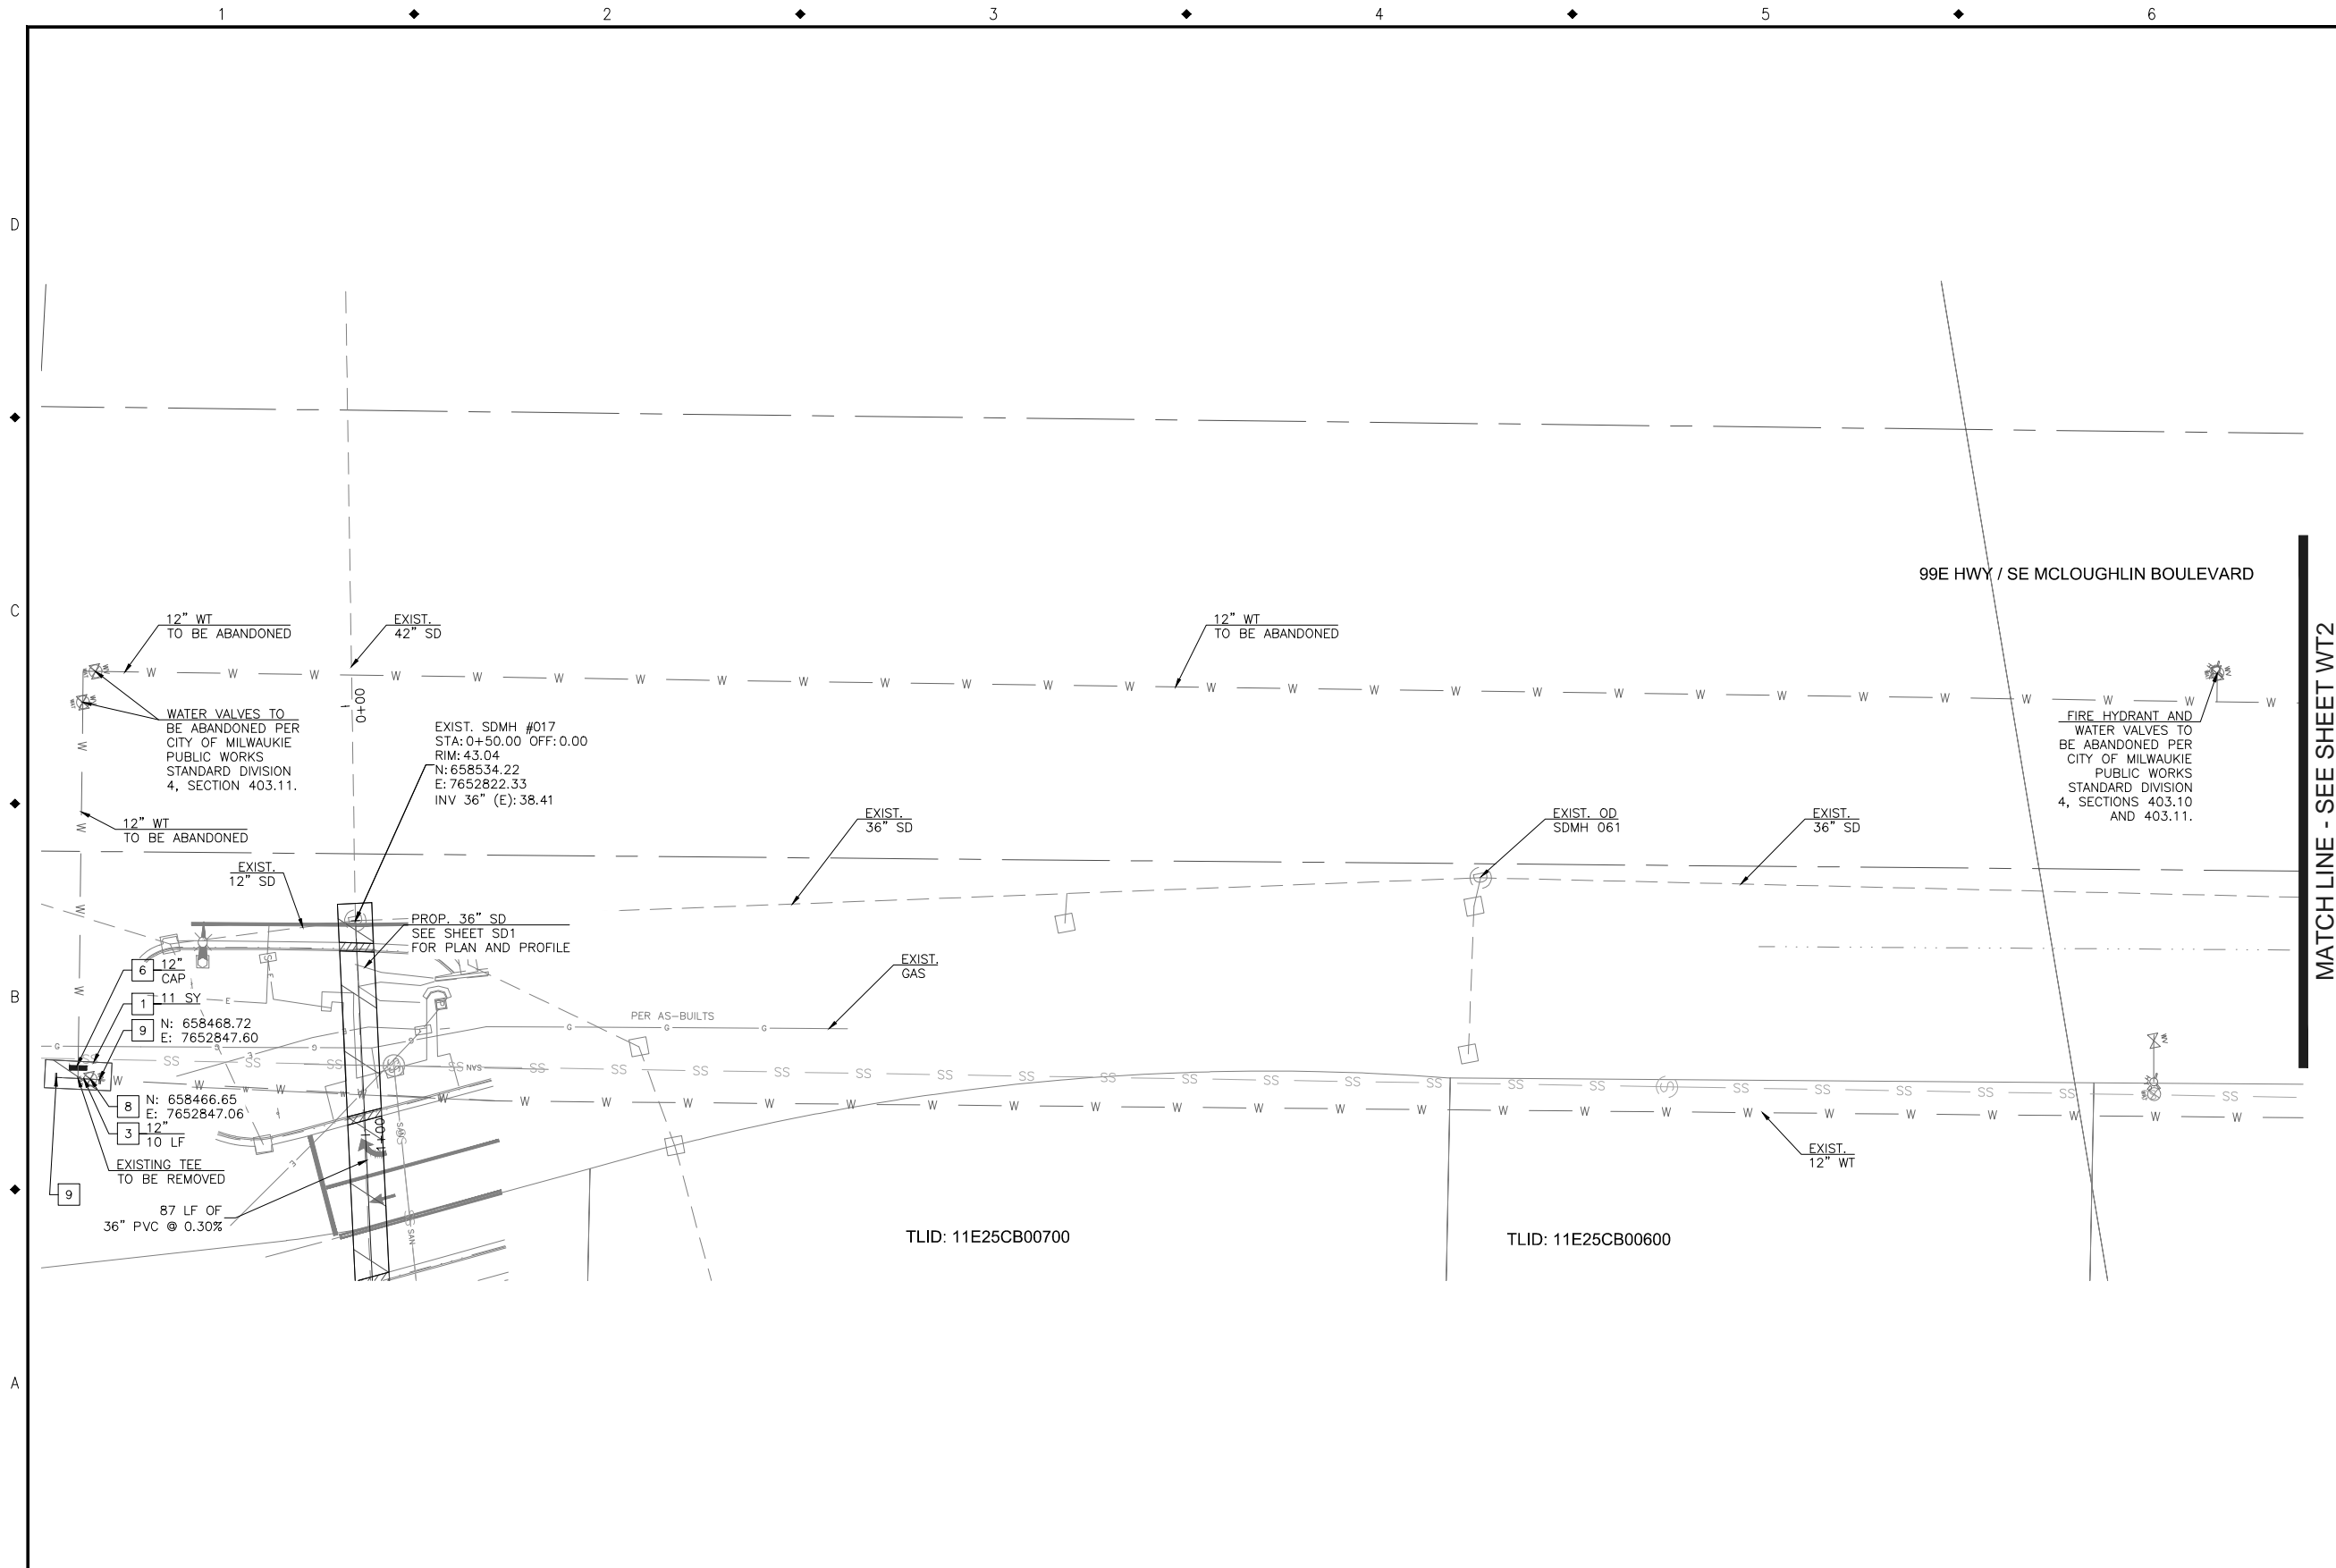 1
2
3
4
5
6
D
C
B
A
99E HWY / SE MCLOUGHLIN BOULEVARD
MATCH LINE - SEE SHEET WT2
12" WT
TO BE ABANDONED
EXIST.
42" SD
12" WT
TO BE ABANDONED
0+00
WATER VALVES TO
BE ABANDONED PER
CITY OF MILWAUKIE
PUBLIC WORKS
STANDARD DIVISION
4, SECTION 403.11.
EXIST. SDMH #017
STA: 0+50.00 OFF: 0.00
RIM: 43.04
N: 658534.22
E: 7652822.33
INV 36" (E): 38.41
FIRE HYDRANT AND
WATER VALVES TO
BE ABANDONED PER
CITY OF MILWAUKIE
PUBLIC WORKS
STANDARD DIVISION
4, SECTIONS 403.10
AND 403.11.
12" WT
TO BE ABANDONED
EXIST.
36" SD
EXIST. OD
SDMH 061
EXIST.
36" SD
EXIST.
12" SD
PROP. 36" SD
SEE SHEET SD1
FOR PLAN AND PROFILE
EXIST.
GAS
6 12"
CAP
1 11 SY
9 N: 658468.72
E: 7652847.60
PER AS-BUILTS
8 N: 658466.65
E: 7652847.06
3 12"
10 LF
1+00
EXISTING TEE
TO BE REMOVED
9
87 LF OF
36" PVC @ 0.30%
EXIST.
12" WT
TLID: 11E25CB00700
TLID: 11E25CB00600